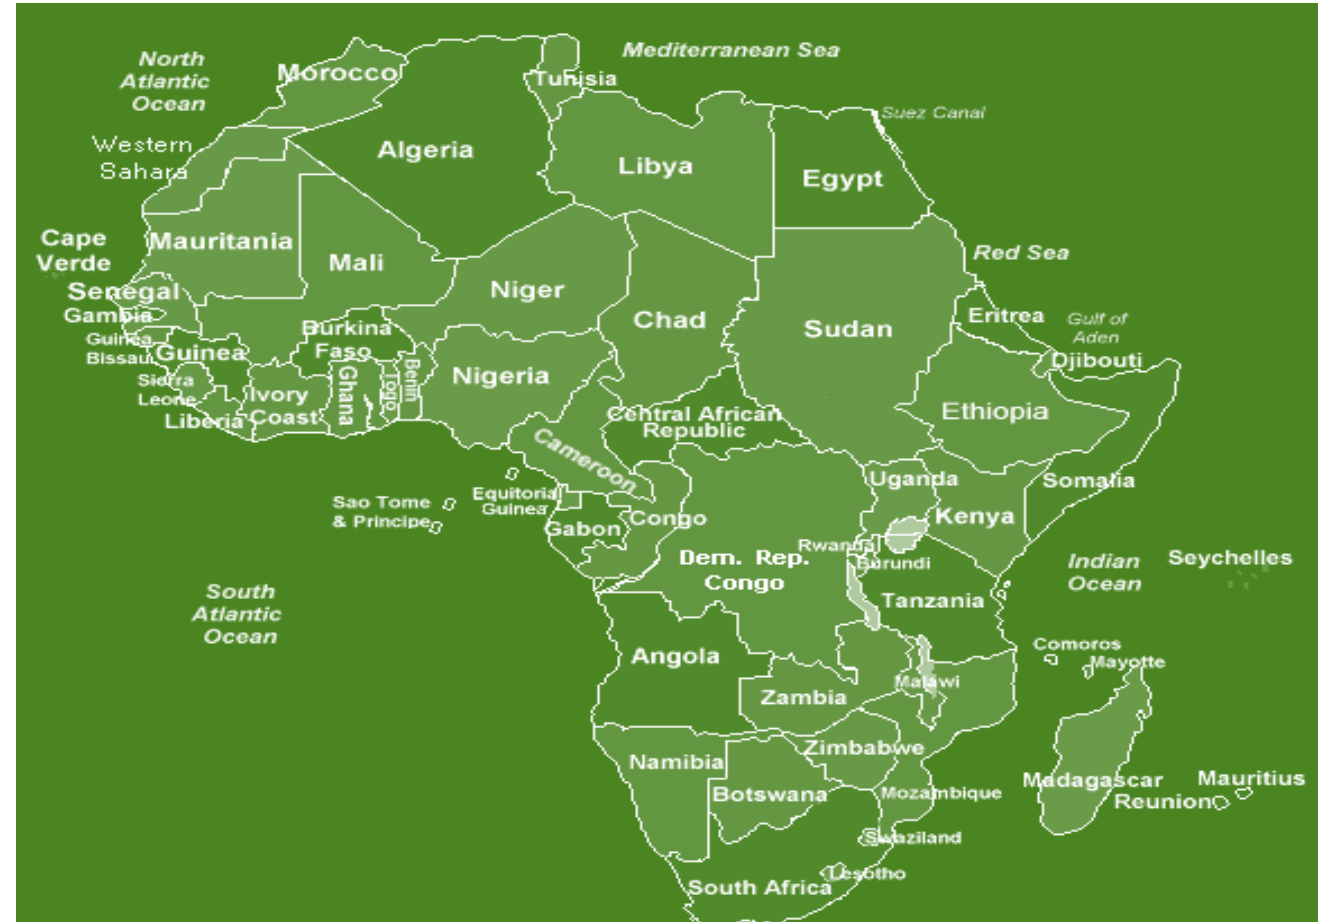 North
Atlantic
Ocean
Mediterranean Sea
Morocco
Tunisia
Suez Canal
Western
Sahara
Algeria
Libya
Egypt
Cape
Verde
Mauritania
Mali
Niger
Chad
Sudan
Red Sea
Senegal
Gambia
Guinea
Bissau
Guinea
Burkina
Faso
Eritrea
Gulf of
Aden
Djibouti
Sierra
Leone
Liberia
Ivory
Coast
Ghana
Togo
Benin
Nigeria
Central African
Republic
Ethiopia
Cameroon
Equitorial
Guinea
Sao Tome
& Principe
Gabon
Congo
Uganda
Kenya
Somalia
Rwanda
Burundi
Dem. Rep.
Congo
Tanzania
Indian
Ocean
Seychelles
South
Atlantic
Ocean
Angola
Zambia
Malawi
Comoros
Mayotte
Namibia
Zimbabwe
Botswana
Mozambique
Madagascar
Mauritius
Reunion
Swaziland
Lesotho
South Africa